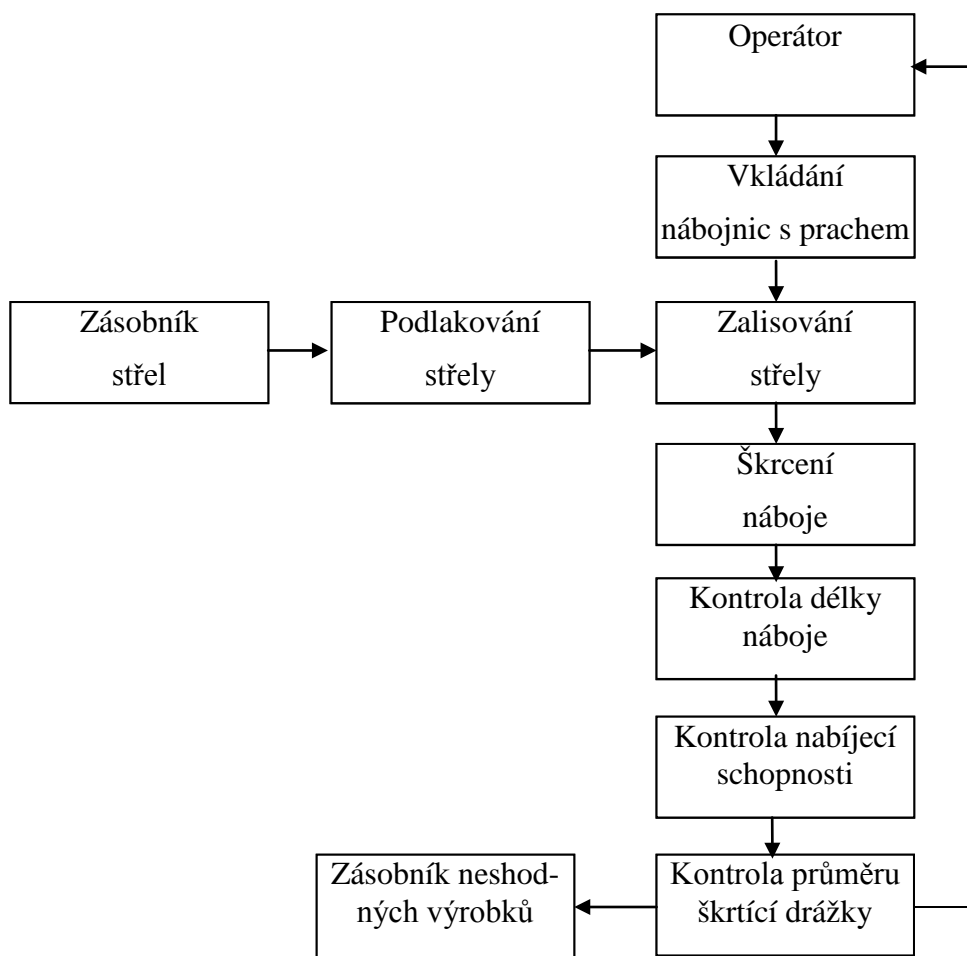 Operátor
Vkládání
nábojnic s prachem
Zásobník
střel
Podlakování
střely
Zalisování
střely
Škrcení
náboje
Kontrola délky
náboje
Kontrola nabíjecí
schopnosti
Zásobník neshod-
ných výrobků
Kontrola průměru
škrtící drážky